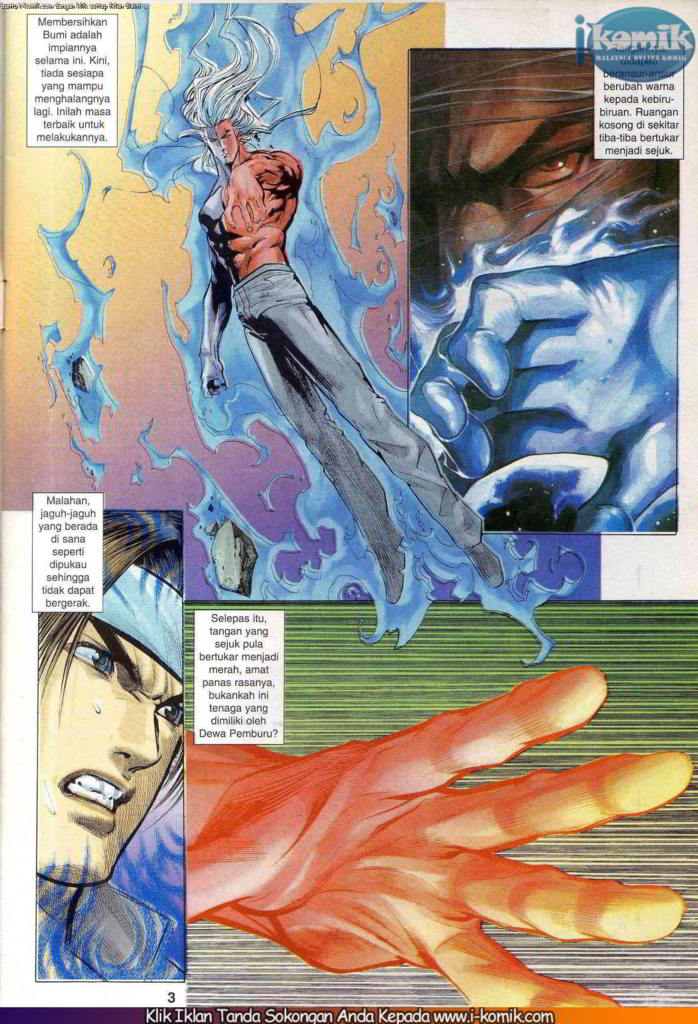 Bantu i-komik.com dengan klik setiap iklan disini
Membersihkan
Bumi adalah
impiannya
selama ini. Kini,
tiada sesiapa
yang mampu
menghalangnya
lagi. Inilah masa
terbaik untuk
melakukannya.
ikomik
MALAYSIA ONLINE KOMIK
didapati
beransur-ansur
berubah warna
kepada kebiru-
biruan. Ruangan
kosong di sekitar
tiba-tiba bertukar
menjadi sejuk.
Malahan,
jaguh-jaguh
yang berada
di sana
seperti
dipukau
sehingga
tidak dapat
bergerak.
Selepas itu,
tangan yang
sejuk pula
bertukar menjadi
merah, amat
panas rasanya,
bukankah ini
tenaga yang
dimiliki oleh
Dewa Pemburu?
3
Klik Iklan Tanda Sokongan Anda Kepada www.i-komik.com